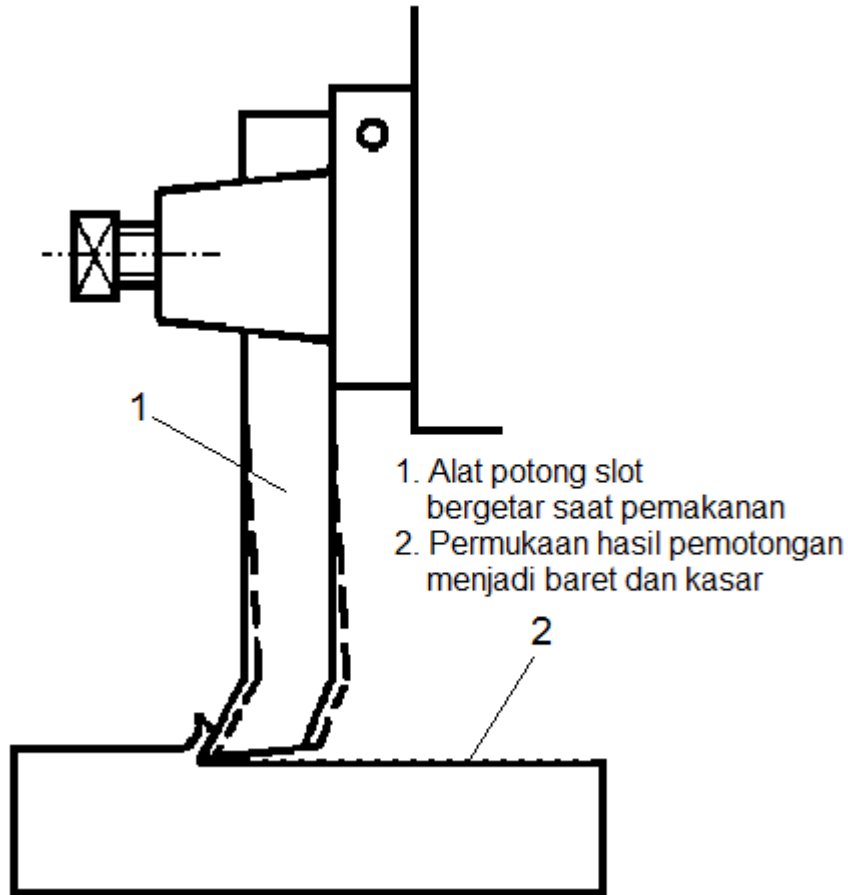 1
1. Alat potong slot
bergetar saat pemakanan
2. Permukaan hasil pemotongan
menjadi baret dan kasar
2